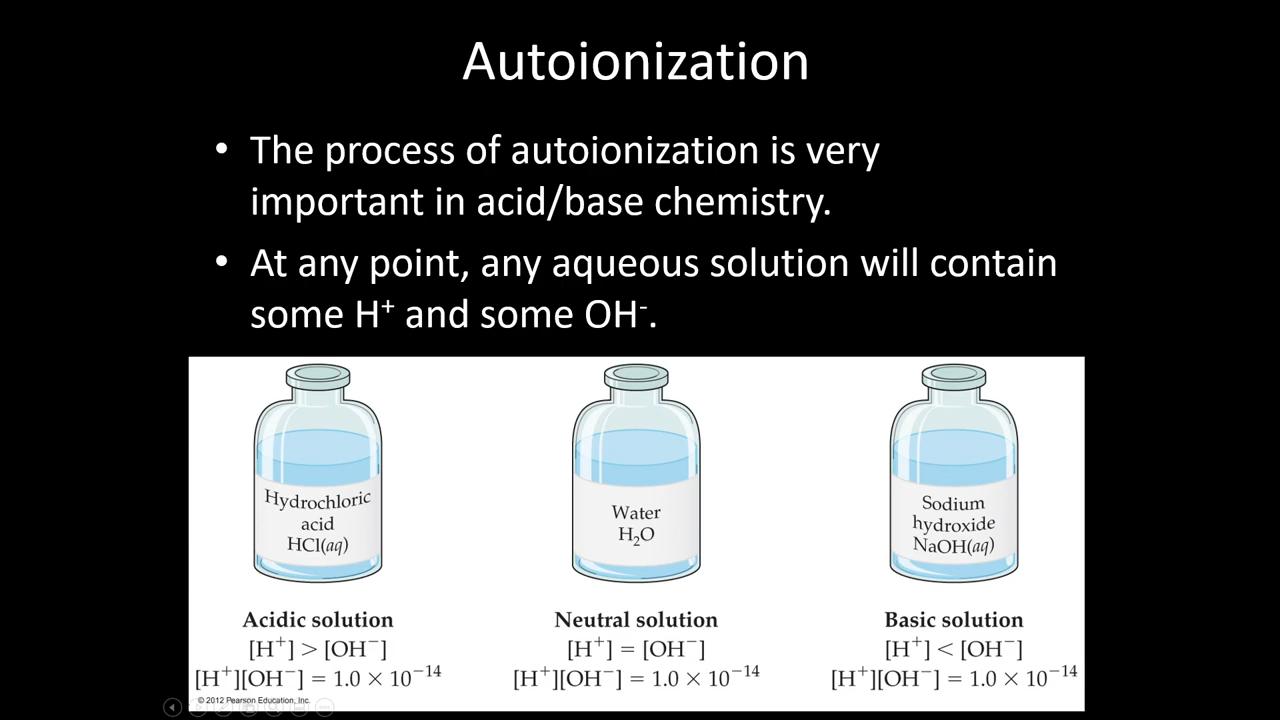 Autoionization
• The process of autoionization is very
important in acid/base chemistry.
• At any point, any aqueous solution will contain
some H⁺ and some OH⁻.
Hydrochloric
acid
HCl(aq)
Acidic solution
[H⁺] > [OH⁻]
[H⁺][OH⁻] = 1.0 × 10⁻¹⁴
Water
H₂O
Neutral solution
[H⁺] = [OH⁻]
[H⁺][OH⁻] = 1.0 × 10⁻¹⁴
Sodium
hydroxide
NaOH(aq)
Basic solution
[H⁺] < [OH⁻]
[H⁺][OH⁻] = 1.0 × 10⁻¹⁴
© 2012 Pearson Education, Inc.